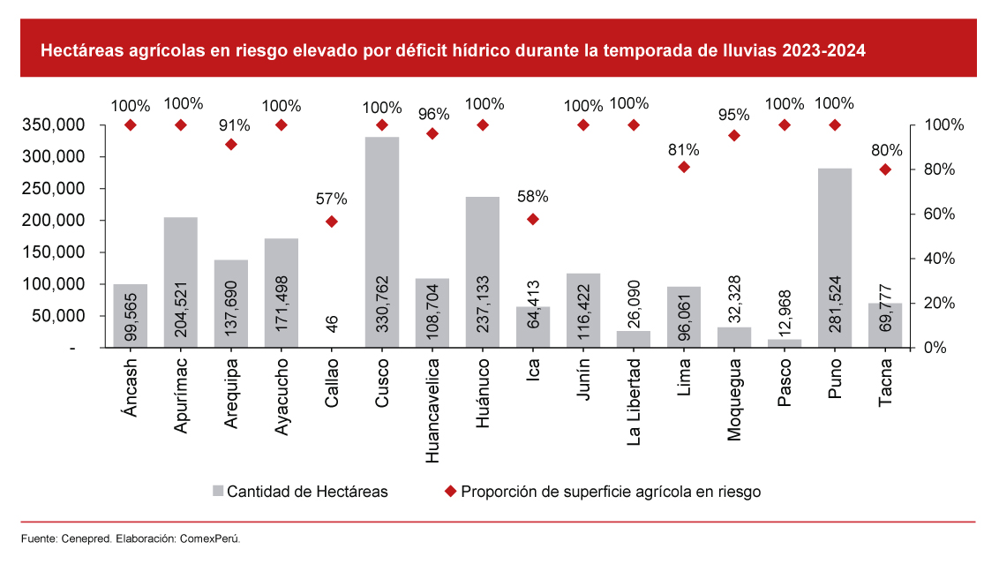 Hectáreas agrícolas en riesgo elevado por déficit hídrico durante la temporada de lluvias 2023-2024
100% 100% 91% 100% 57% 100% 96% 100% 58% 100% 100% 81% 95% 100% 100% 80%
350,000 100%
300,000
80%
250,000
200,000 60%
150,000
40%
100,000
50,000 20%
- 0%
99,565 204,521 137,690 171,498 46 330,762 108,704 237,133 64,413 116,422 26,090 96,061 32,328 12,968 281,524 69,777
Áncash Apurímac Arequipa Ayacucho Callao Cusco Huancavelica Huánuco Ica Junín La Libertad Lima Moquegua Pasco Puno Tacna
Cantidad de Hectáreas Proporción de superficie agrícola en riesgo
Fuente: Cenepred. Elaboración: ComexPerú.